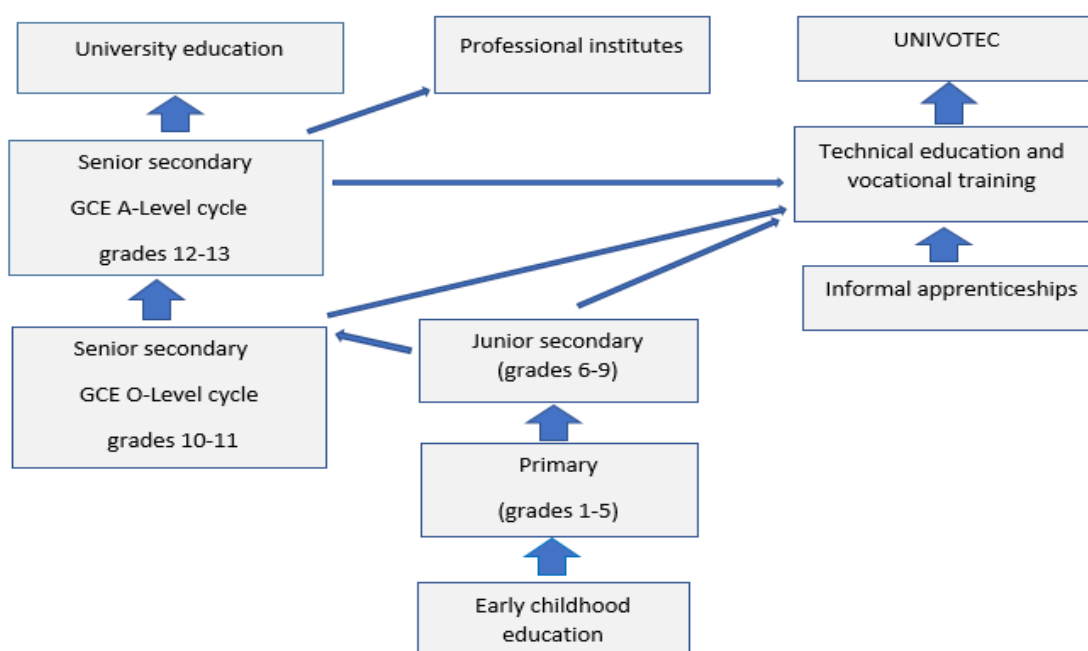 University education
Professional institutes
UNIVOTEC
Senior secondary
GCE A-Level cycle
grades 12-13
Technical education and
vocational training
Informal apprenticeships
Senior secondary
GCE O-Level cycle
grades 10-11
Junior secondary
(grades 6-9)
Primary
(grades 1-5)
Early childhood
education